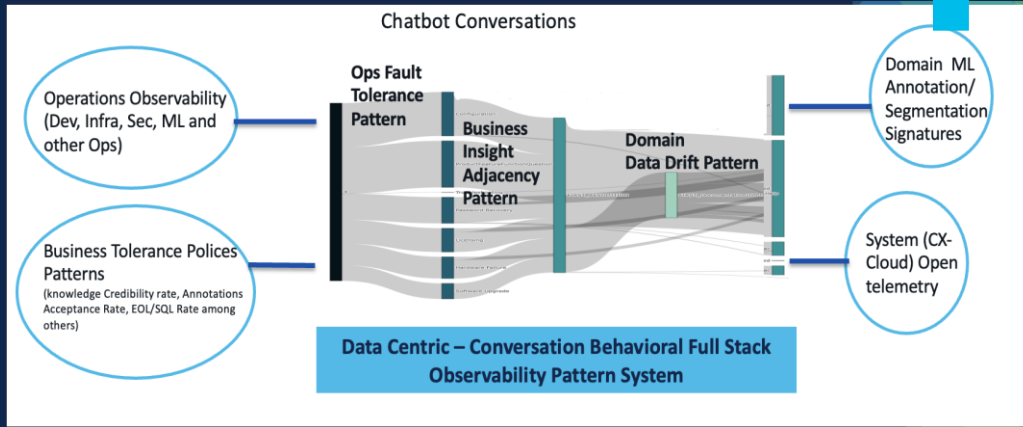 Chatbot Conversations
Operations Observability
(Dev, Infra, Sec, ML and
other Ops)
Business Tolerance Polices
Patterns
(knowledge Credibility rate, Annotations
Acceptance Rate, EOL/SQL Rate among
others)
Ops Fault
Tolerance
Pattern
Configuration
Business
Insight
Adjacency
Pattern
Password Recovery
Licensing
Hardware Failure
Software Upgrade
Domain
Data Drift Pattern
Domain ML
Annotation/
Segmentation
Signatures
System (CX-
Cloud) Open
telemetry
Data Centric – Conversation Behavioral Full Stack
Observability Pattern System